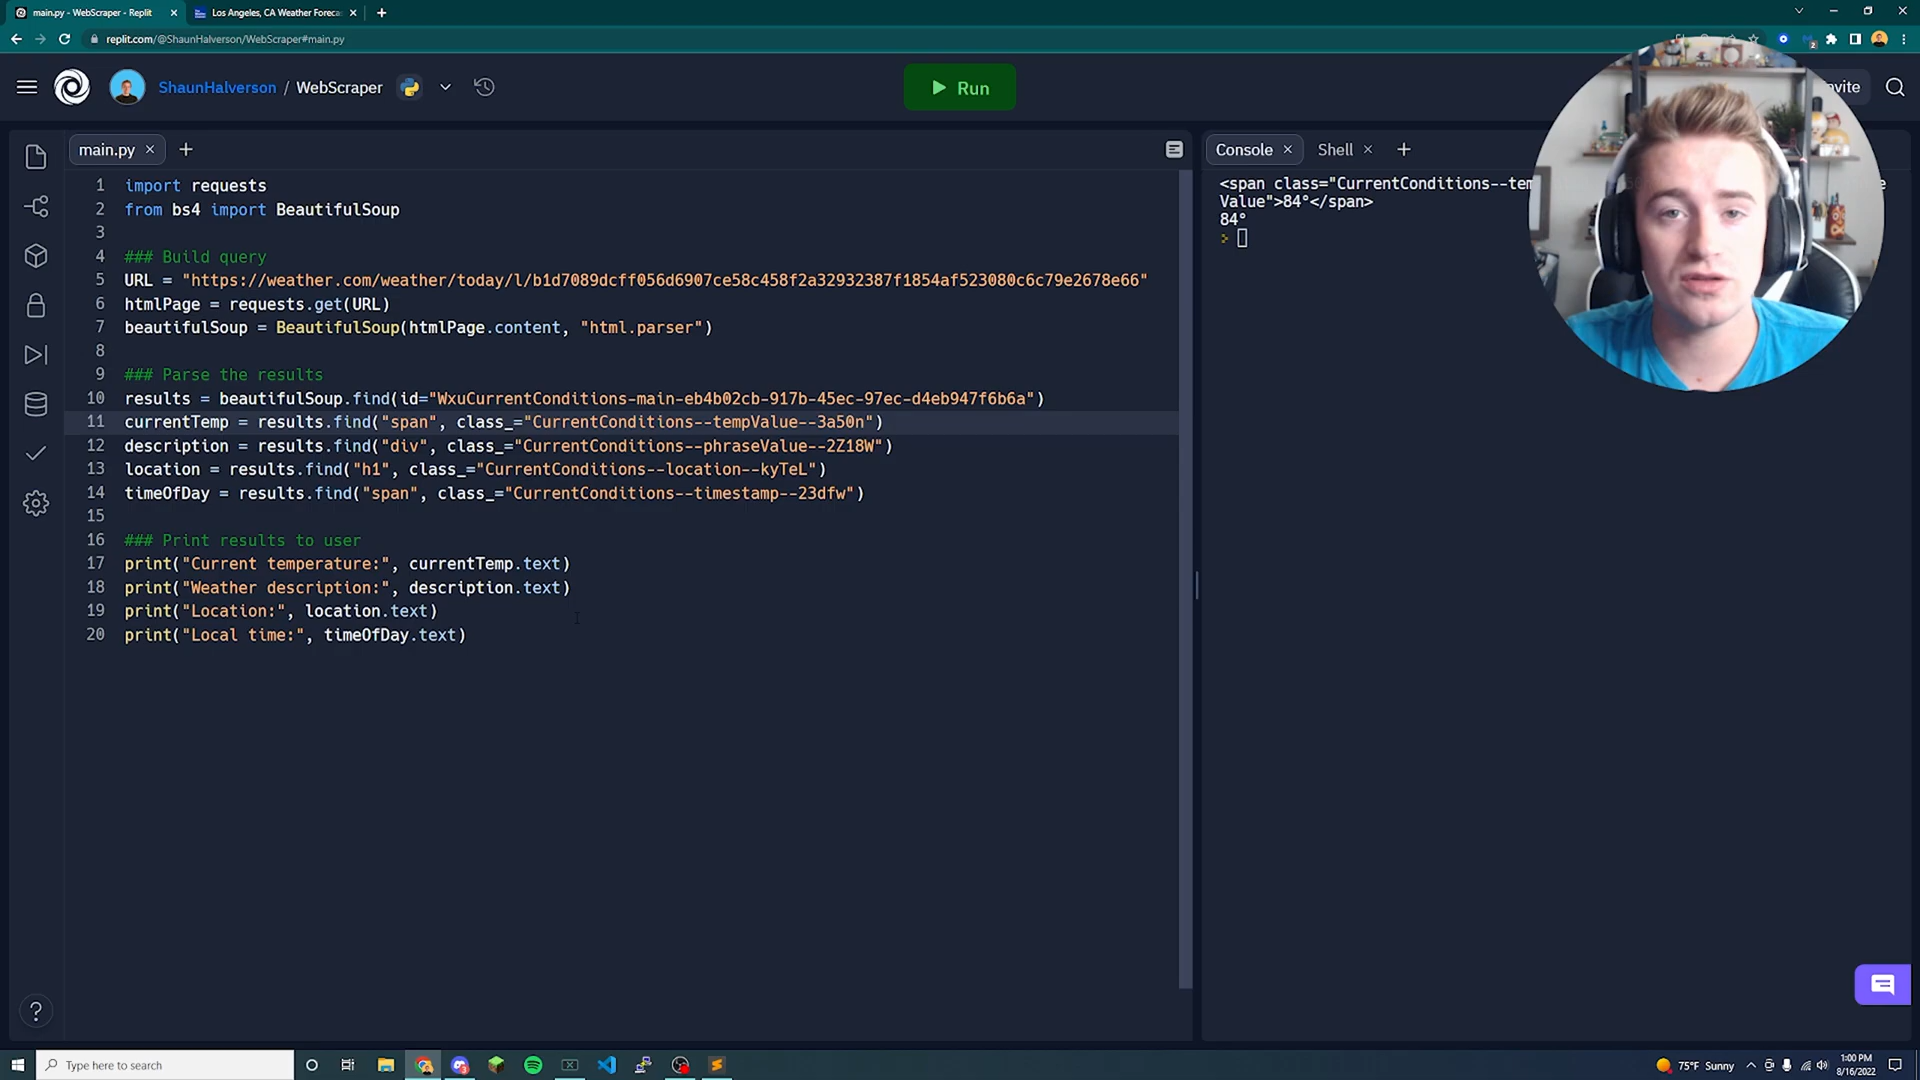 main.py - WebScraper - Replit
Los Angeles, CA Weather Foreca
replit.com/@ShaunHalverson/WebScraper#main.py
ShaunHalverson / WebScraper
Run
vite
main.py
Console
Shell
1 import requests
2 from bs4 import BeautifulSoup
3
4 ### Build query
5 URL = "https://weather.com/weather/today/l/b1d7089dcff056d6907ce58c458f2a32932387f1854af523080c6c79e2678e66"
6 htmlPage = requests.get(URL)
7 beautifulSoup = BeautifulSoup(htmlPage.content, "html.parser")
8
9 ### Parse the results
10 results = beautifulSoup.find(id="WxuCurrentConditions-main-eb4b02cb-917b-45ec-97ec-d4eb947f6b6a")
11 currentTemp = results.find("span", class_="CurrentConditions--tempValue--3a50n")
12 description = results.find("div", class_="CurrentConditions--phraseValue--2Z18W")
13 location = results.find("h1", class_="CurrentConditions--location--kyTeL")
14 timeOfDay = results.find("span", class_="CurrentConditions--timestamp--23dfw")
15
16 ### Print results to user
17 print("Current temperature:", currentTemp.text)
18 print("Weather description:", description.text)
19 print("Location:", location.text)
20 print("Local time:", timeOfDay.text)
<span class="CurrentConditions--tem
e
Value">84°</span>
84°
>
?
Type here to search
75°F Sunny
1:00 PM
8/16/2022